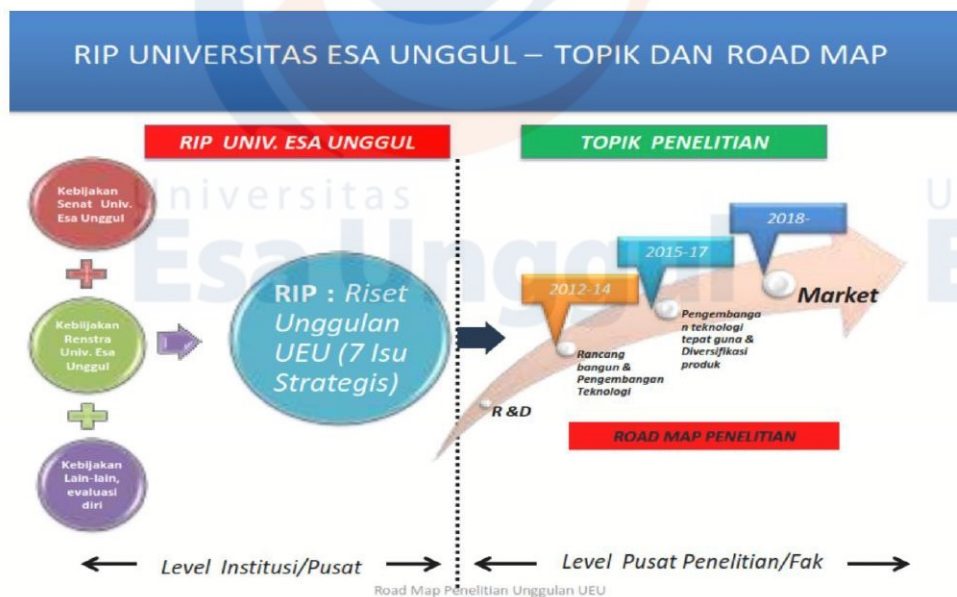 RIP UNIVERSITAS ESA UNGGUL – TOPIK DAN ROAD MAP
RIP UNIV. ESA UNGGUL
TOPIK PENELITIAN
Kebijakan
Senat Univ.
Esa Unggul
Kebiijakan
Renstra
Univ. Esa
Unggul
Kebijakan
Lain-lain,
evaluasi
diri
RIP : Riset
Unggulan
UEU (7 Isu
Strategis)
R &D
2012-14
Rancang
bangun &
Pengembangan
Teknologi
2015-17
Pengembanga
n teknologi
tepat guna &
Diversifikasi
produk
2018-
Market
ROAD MAP PENELITIAN
Level Institusi/Pusat
Level Pusat Penelitian/Fak
Road Map Penelitian Unggulan UEU
Universitas
Esa Unggul
U
E